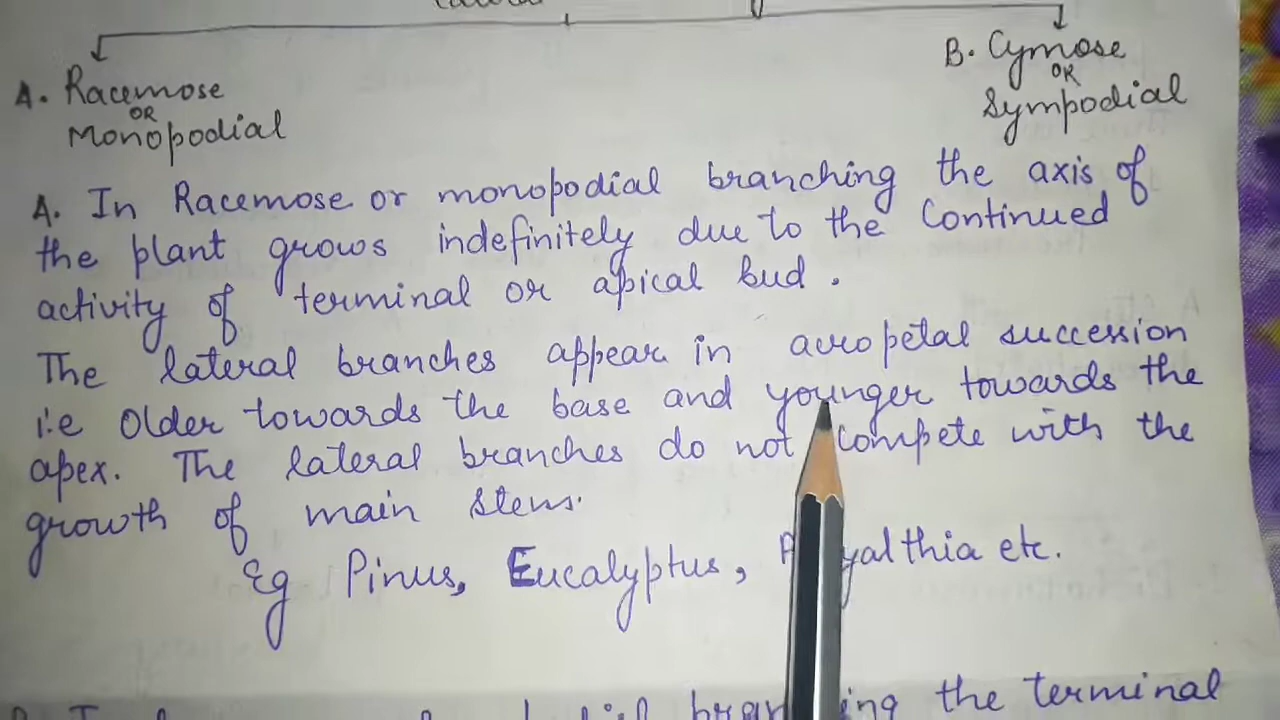 A. Racemose
OR
Monopodial
B. Cymose
OR
Sympodial
A. In Racemose or monopodial branching the axis of
the plant grows indefinitely due to the Continued
activity of terminal or apical bud.
The lateral branches appear in acropetal succession
i.e Older towards the base and younger towards the
apex. The lateral branches do not compete with the
growth of main stem.
Eg Pinus, Eucalyptus, etc.
the terminal